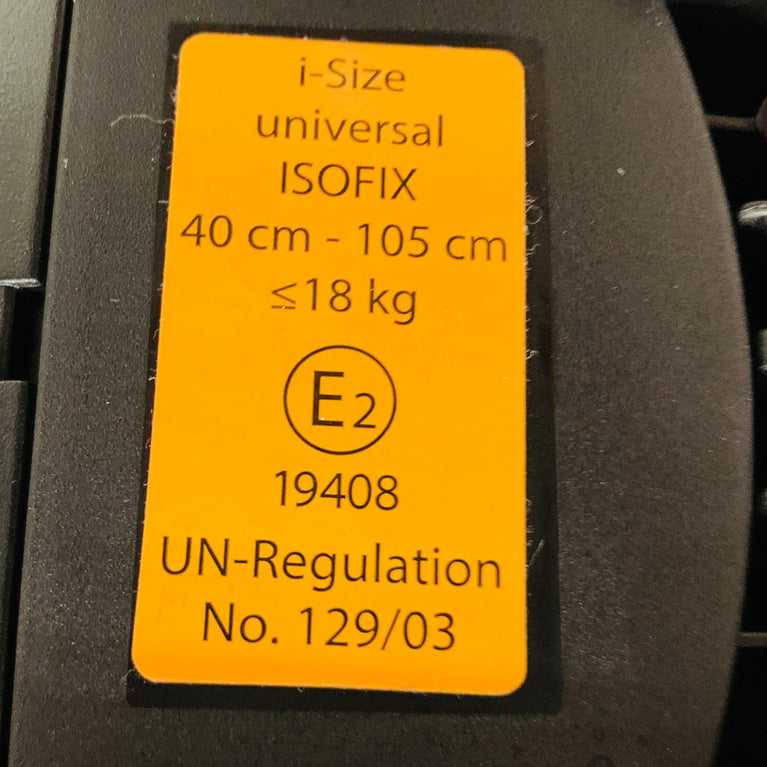 i-Size
universal
ISOFIX
40 cm - 105 cm
≤18 kg
E2
19408
UN-Regulation
No. 129/03